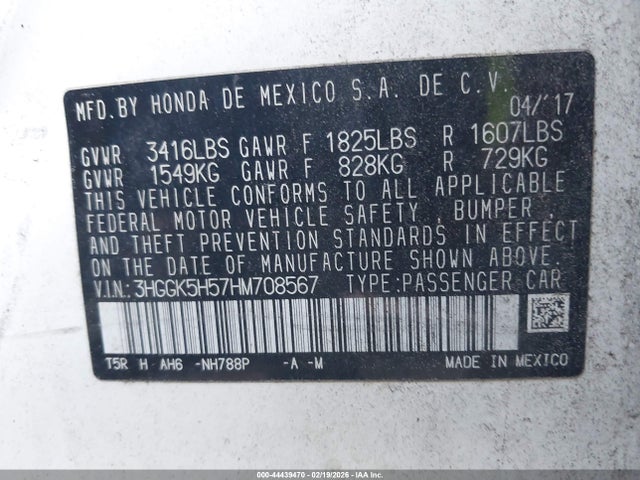 MFD.BY HONDA DE MEXICO S.A. DE C.V.
04/'17
GVWR 3416LBS GAWR F 1825LBS R 1607LBS
GVWR 1549KG GAWR F 828KG R 729KG
THIS VEHICLE CONFORMS TO ALL APPLICABLE
FEDERAL MOTOR VEHICLE SAFETY, BUMPER,
AND THEFT PREVENTION STANDARDS IN EFFECT
ON THE DATE OF MANUFACTURE SHOWN ABOVE.
V.I.N.:3HGGK5H57HM708567 TYPE:PASSENGER CAR
T5R H AH6 -NH788P -A -M
MADE IN MEXICO
000-44439470 - 02/19/2026 - IAA Inc.